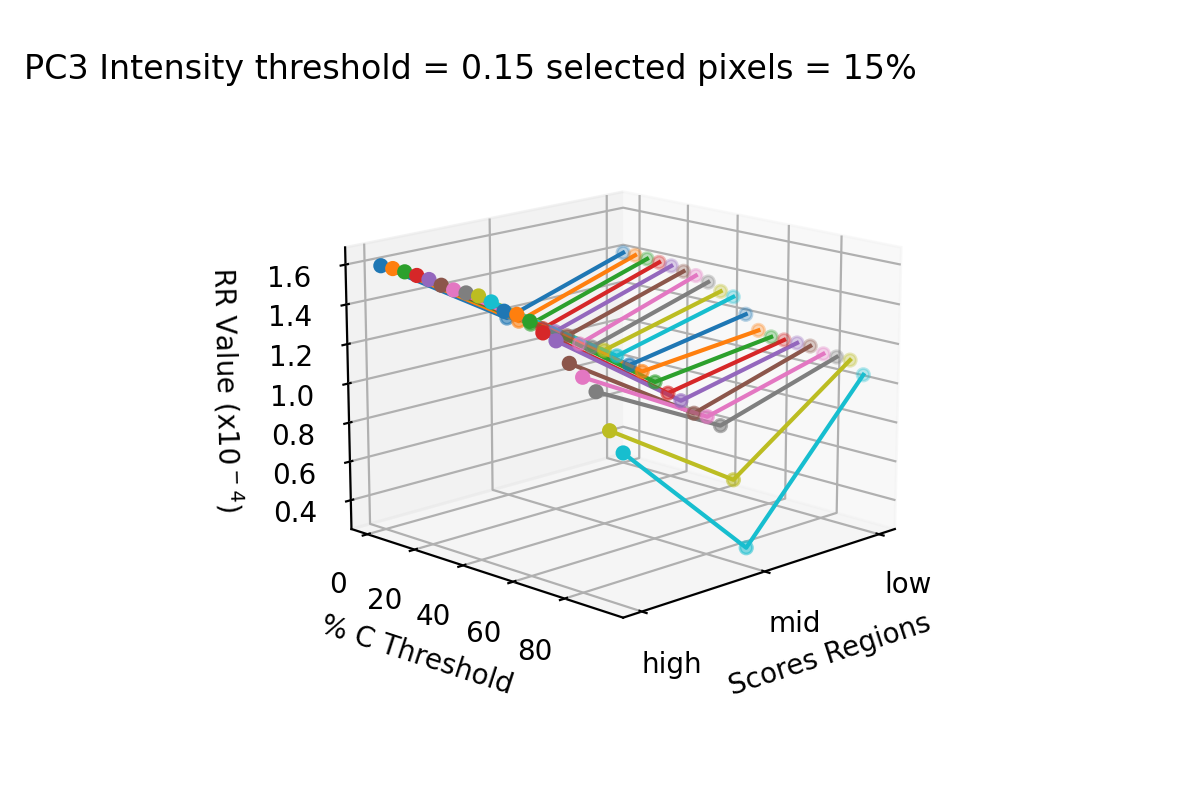 PC3 Intensity threshold = 0.15 selected pixels = 15%
RR Value (x10⁻⁴)
1.6
1.4
1.2
1.0
0.8
0.6
0.4
0
20
40
60
80
% C Threshold
high
mid
low
Scores Regions